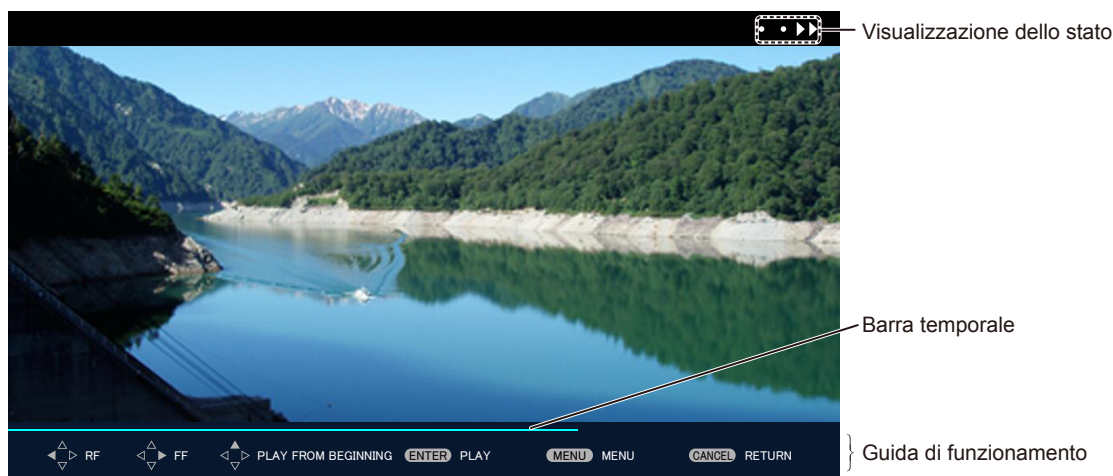 Visualizzazione dello stato
Barra temporale
RF FF PLAY FROM BEGINNING ENTER PLAY MENU MENU CANCEL RETURN
Guida di funzionamento